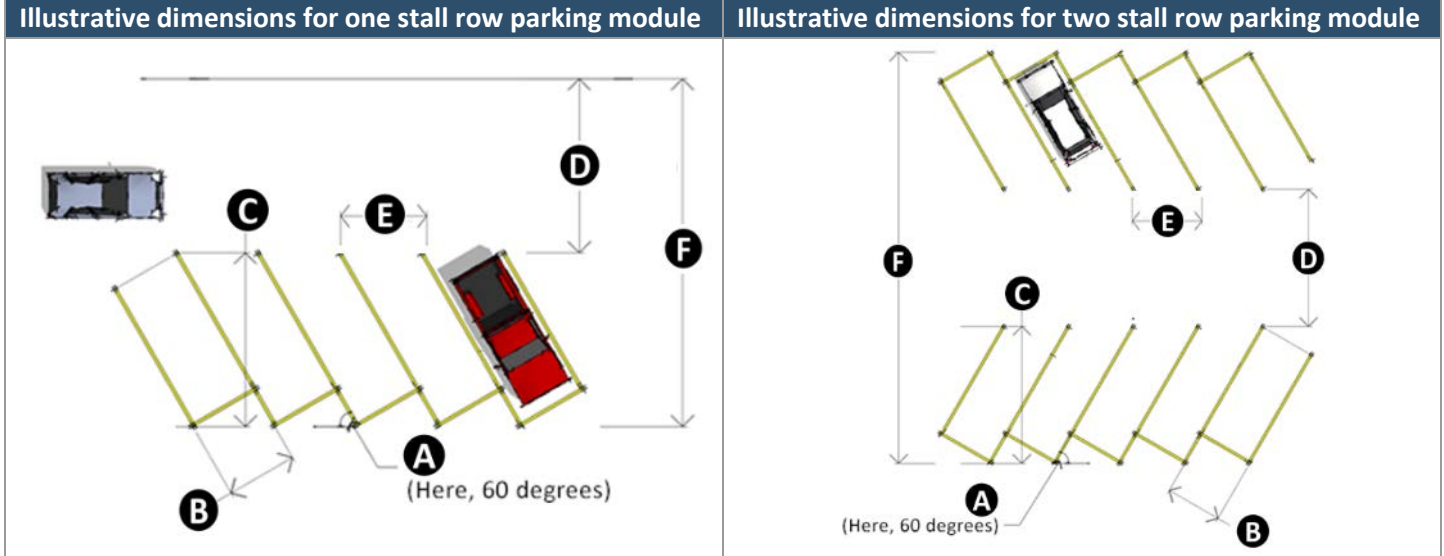 Illustrative dimensions for one stall row parking module
Illustrative dimensions for two stall row parking module
D
C
E
F
A
(Here, 60 degrees)
B
E
F
D
C
A
(Here, 60 degrees)
B